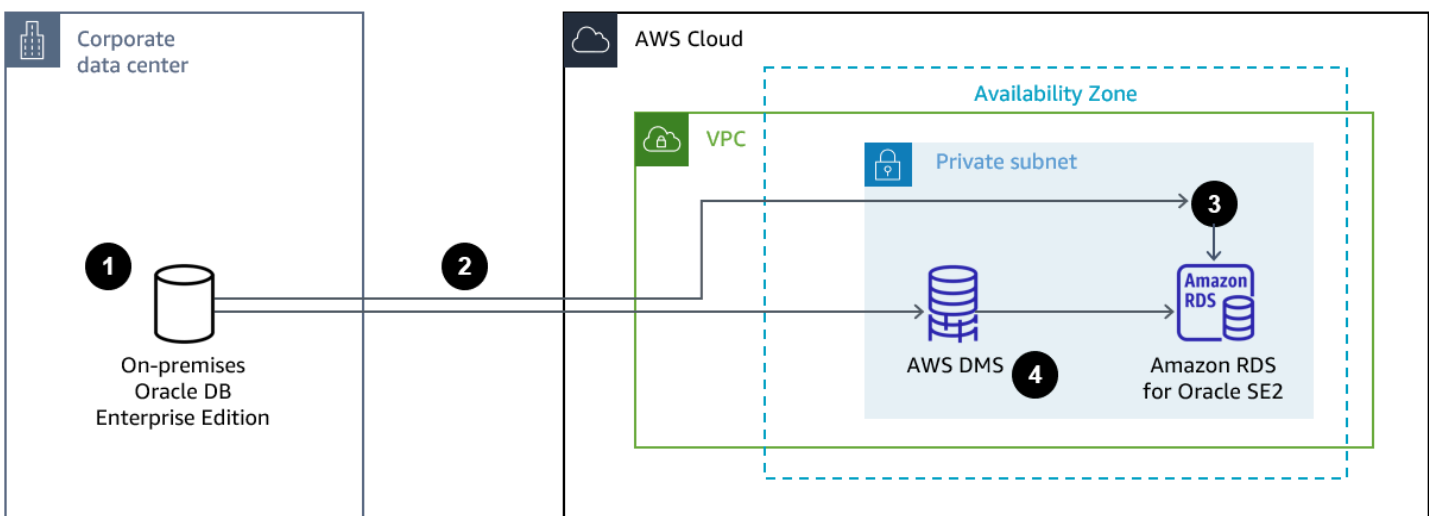 Corporate
data center
AWS Cloud
Availability Zone
VPC
Private subnet
1
2
3
On-premises
Oracle DB
Enterprise Edition
AWS DMS
4
Amazon
RDS
Amazon RDS
for Oracle SE2